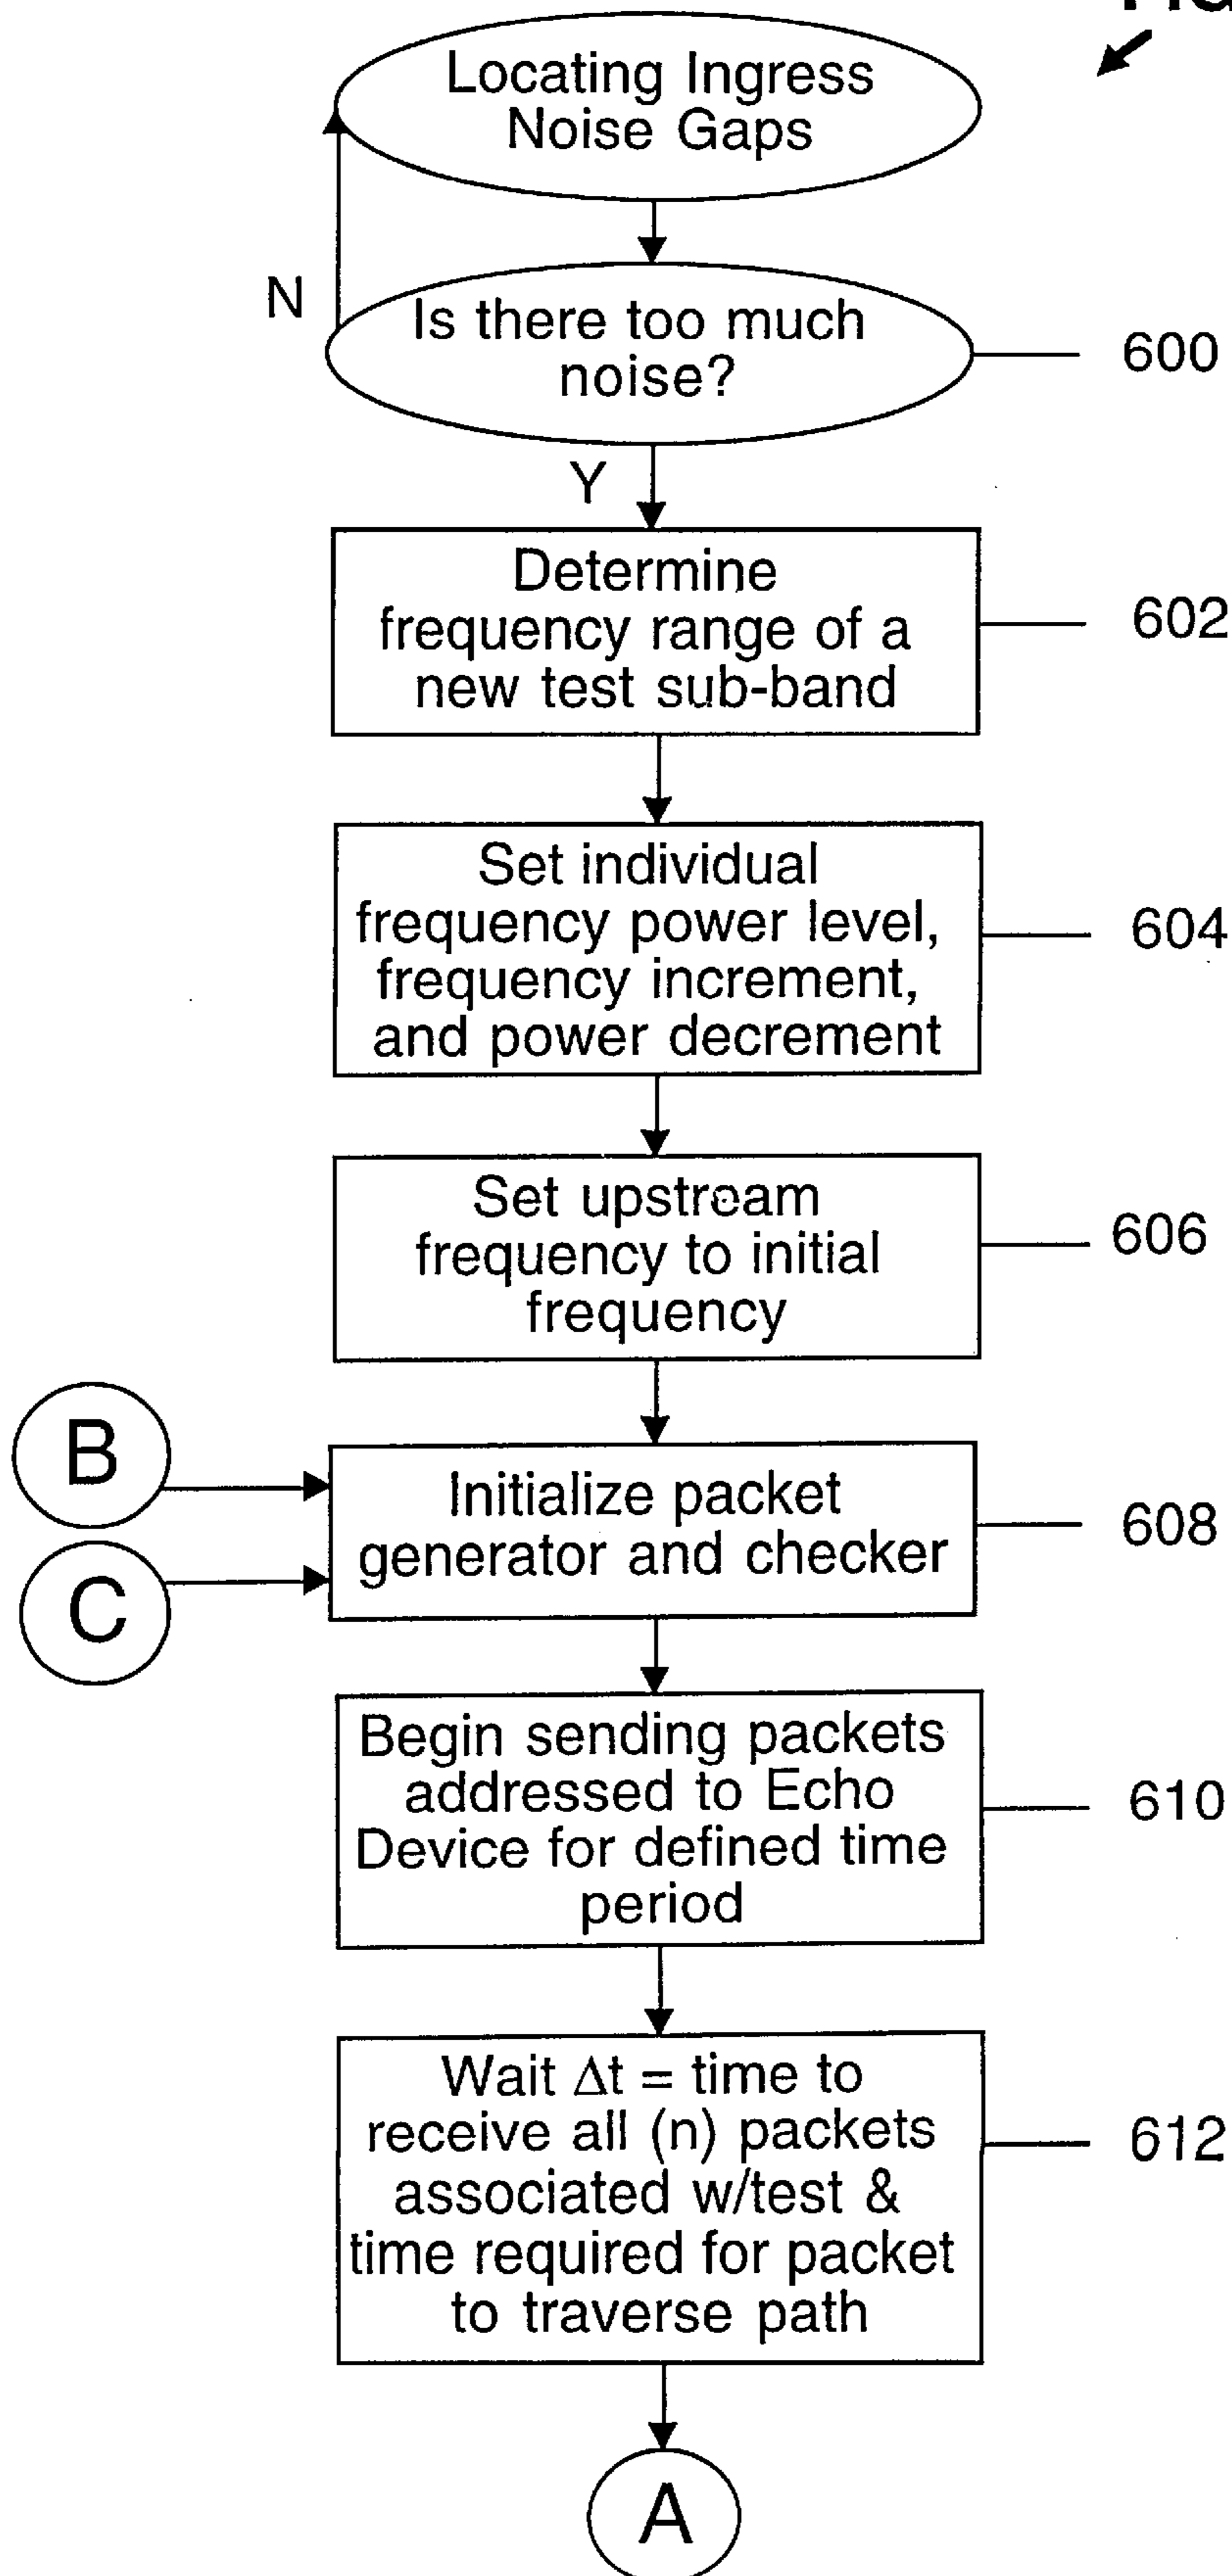 Locating Ingress
Noise Gaps
N
Is there too much
noise?
600
Y
Determine
frequency range of a
new test sub-band
602
Set individual
frequency power level,
frequency increment,
and power decrement
604
Set upstream
frequency to initial
frequency
606
B
C
Initialize packet
generator and checker
608
Begin sending packets
addressed to Echo
Device for defined time
period
610
Wait Δt = time to
receive all (n) packets
associated w/test &
time required for packet
to traverse path
612
A